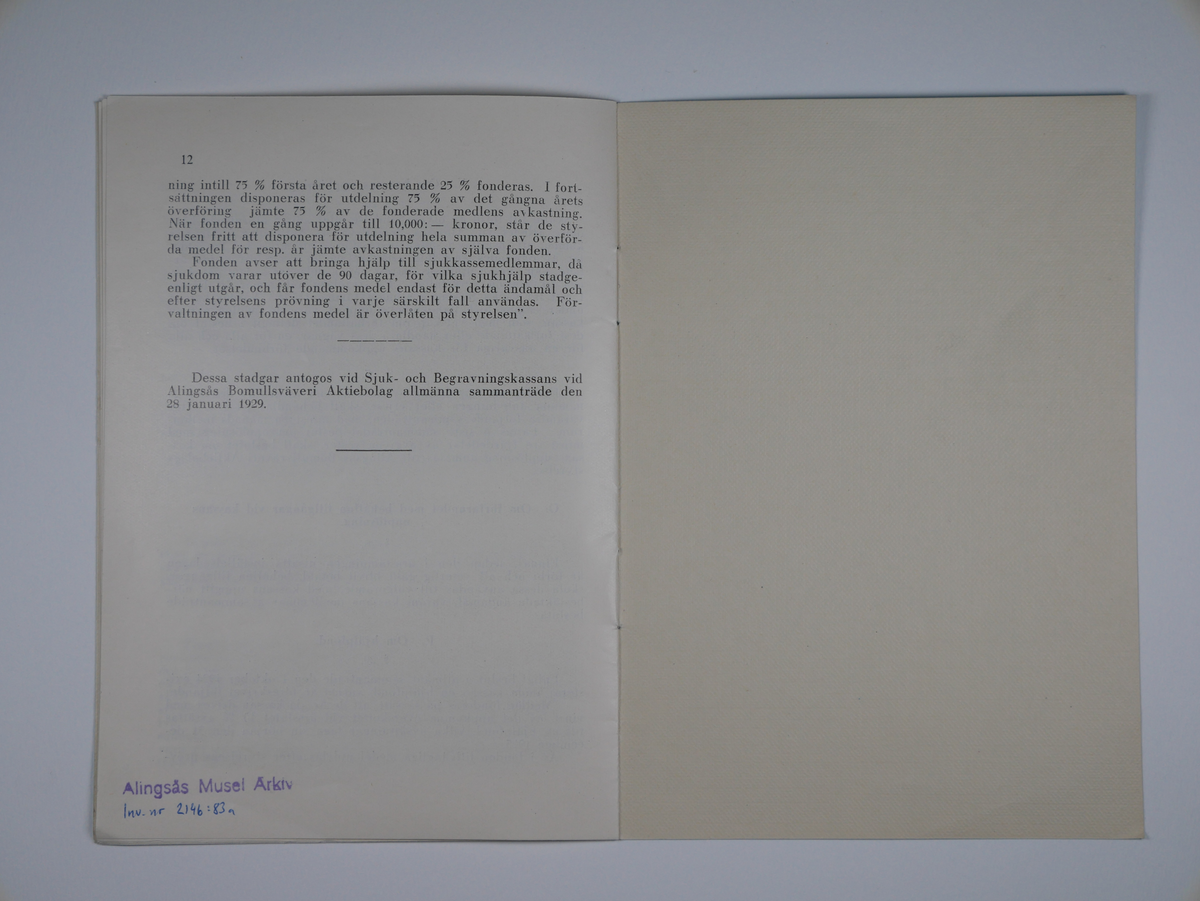 12
ning intill 75 % första året och resterande 25 % fonderas. I fort-
sättningen disponeras för utdelning 75 % av det gångna årets
överföring jämte 75 % av de fonderade medlens avkastning.
När fonden en gång uppgår till 10,000: — kronor, står de sty-
relsen fritt att disponera för utdelning hela summan av överför-
da medel för resp. år jämte avkastningen av själva fonden.
Fonden avser att bringa hjälp till sjukkassemedlemmar, då
sjukdom varar utöver de 90 dagar, för vilka sjukhjälp stadge-
enligt utgår, och får fondens medel endast för detta ändamål och
efter styrelsens prövning i varje särskilt fall användas. För-
valtningen av fondens medel är överlåten på styrelsen".
Dessa stadgar antogos vid Sjuk- och Begravningskassans vid
Alingsås Bomullsväveri Aktiebolag allmänna sammanträde den
28 januari 1929.
Alingsås Musei Arkiv
Inv. nr 2146:83a